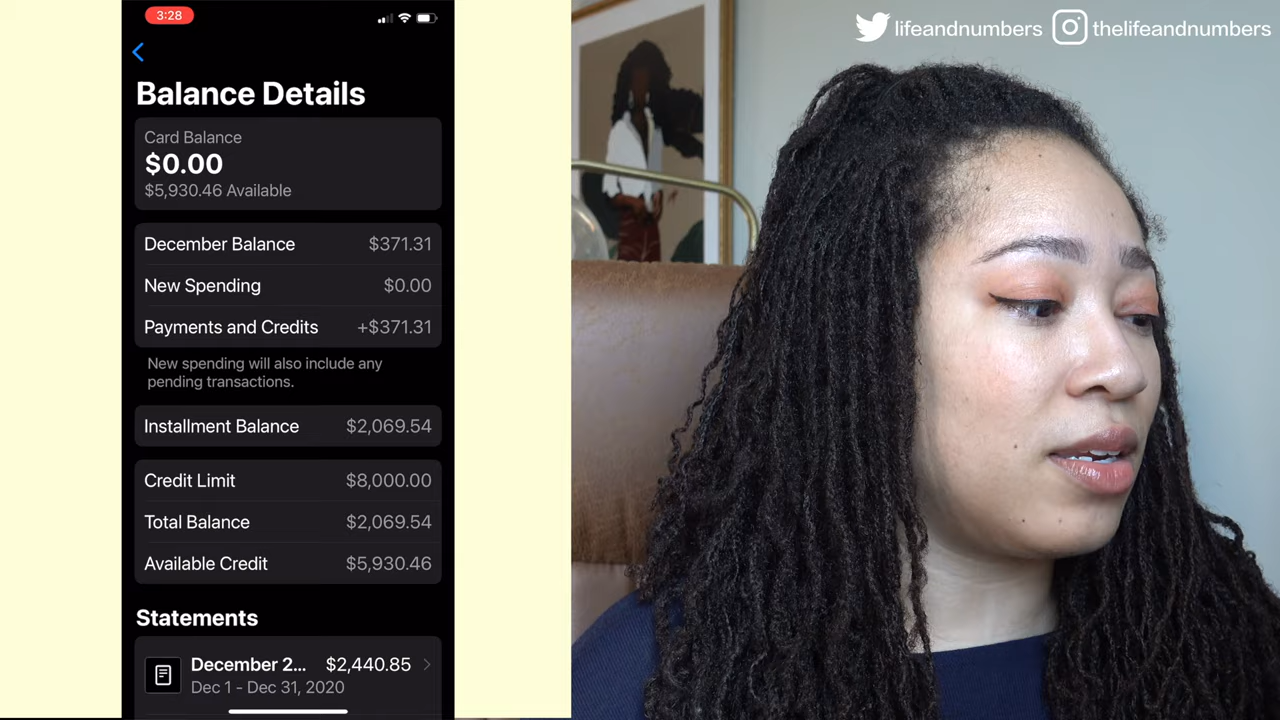 3:28
lifeandnumbers thelifeandnumbers
Balance Details
Card Balance
$0.00
$5,930.46 Available
December Balance $371.31
New Spending $0.00
Payments and Credits +$371.31
New spending will also include any
pending transactions.
Installment Balance $2,069.54
Credit Limit $8,000.00
Total Balance $2,069.54
Available Credit $5,930.46
Statements
December 2... $2,440.85
Dec 1 - Dec 31, 2020